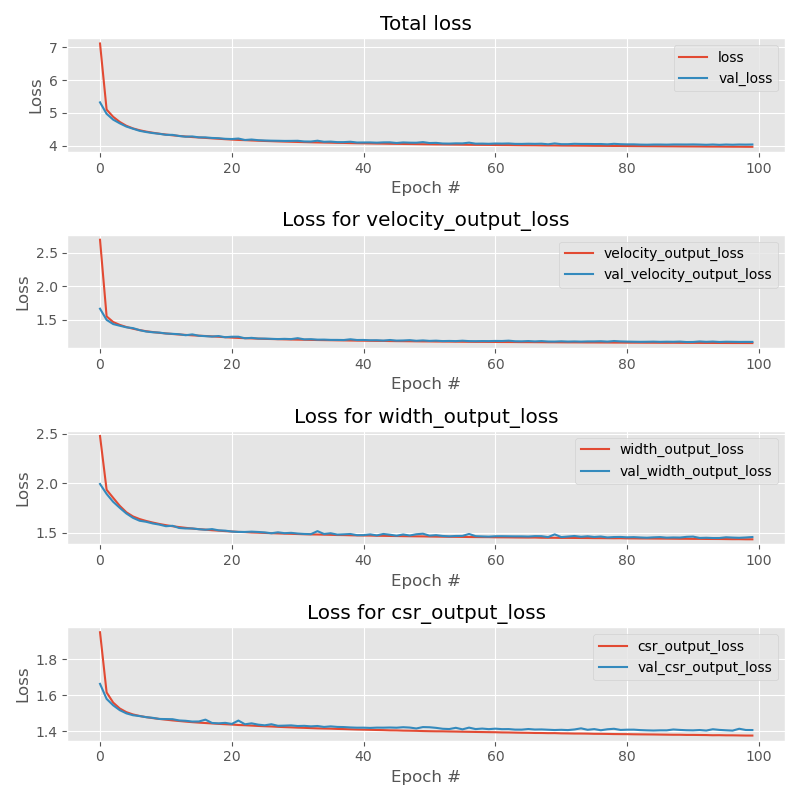 Total loss
7
6
5
4
Loss
loss
val_loss
0 20 40 60 80 100
Epoch #
Loss for velocity_output_loss
2.5
2.0
1.5
Loss
velocity_output_loss
val_velocity_output_loss
0 20 40 60 80 100
Epoch #
Loss for width_output_loss
2.5
2.0
1.5
Loss
width_output_loss
val_width_output_loss
0 20 40 60 80 100
Epoch #
Loss for csr_output_loss
1.8
1.6
1.4
Loss
csr_output_loss
val_csr_output_loss
0 20 40 60 80 100
Epoch #